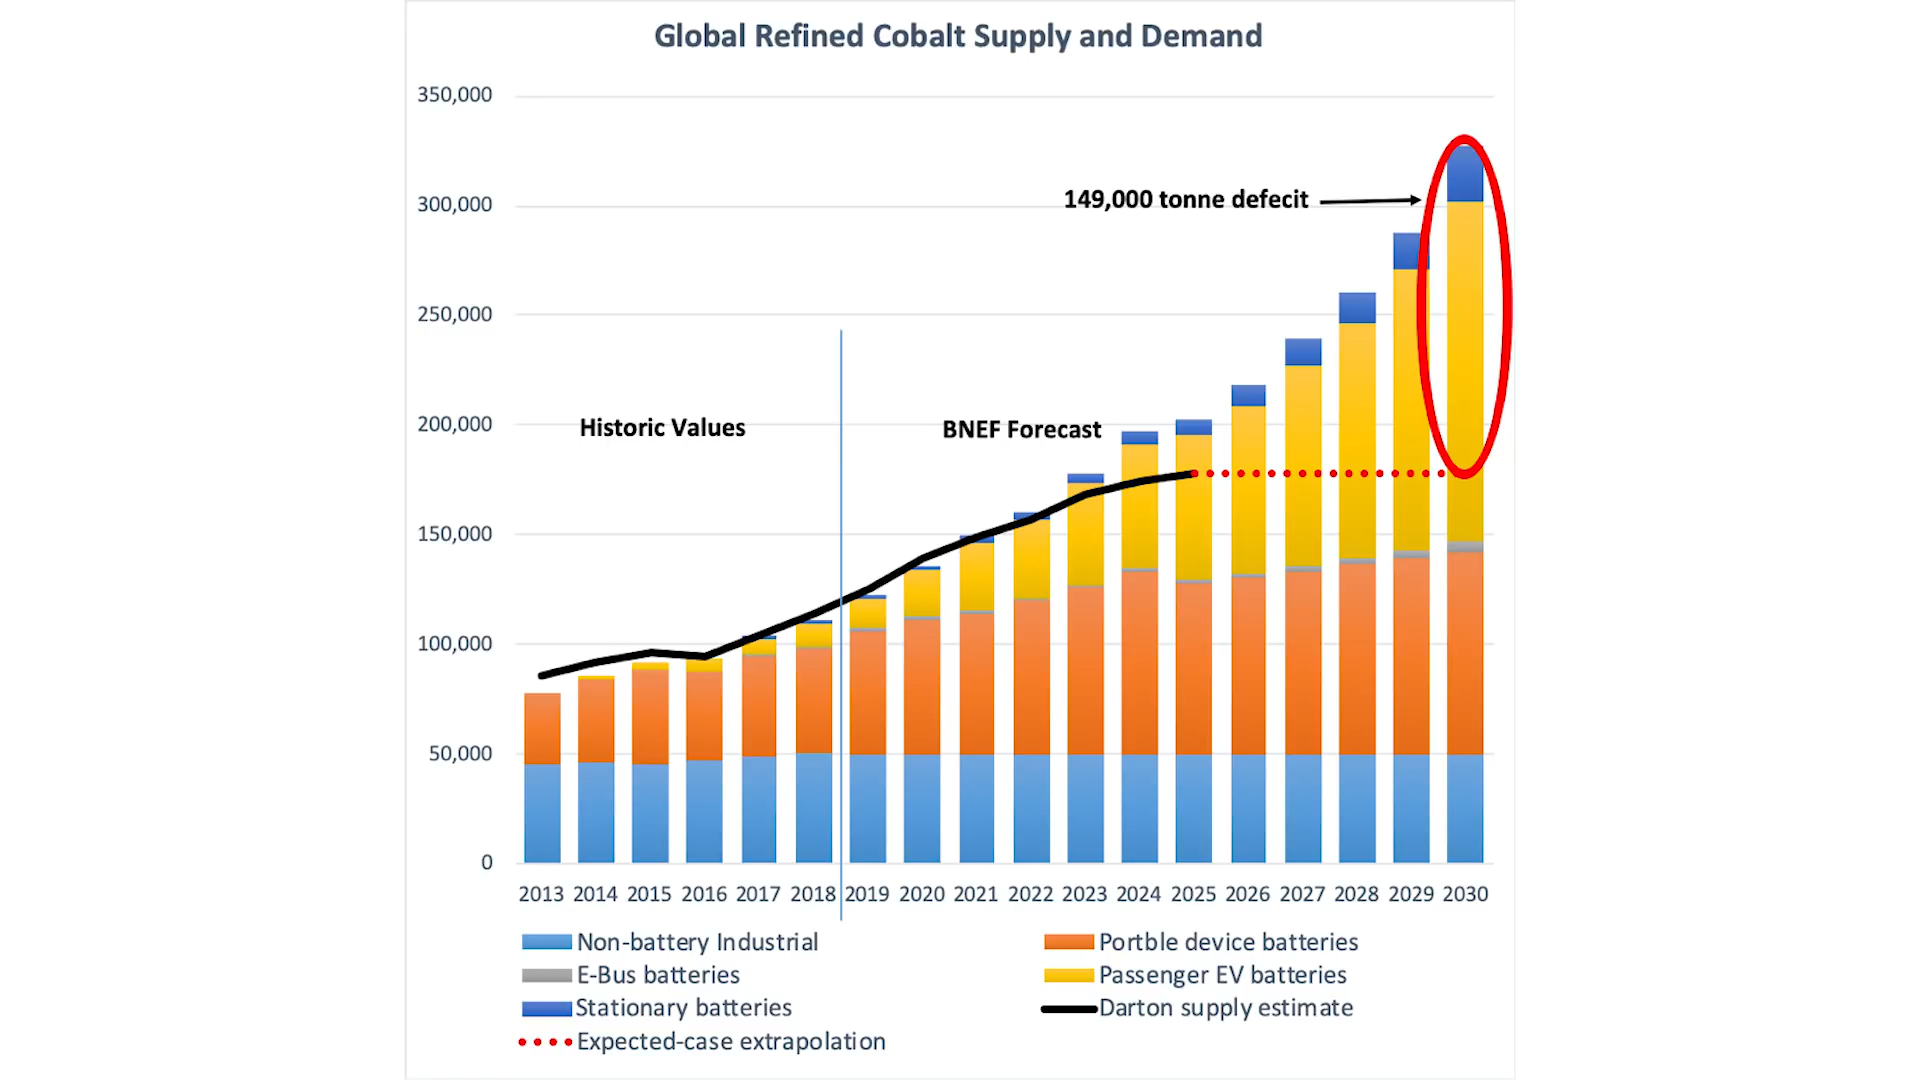 Global Refined Cobalt Supply and Demand
350,000
300,000
250,000
200,000
150,000
100,000
50,000
0
149,000 tonne defecit
Historic Values
BNEF Forecast
2013 2014 2015 2016 2017 2018 2019 2020 2021 2022 2023 2024 2025 2026 2027 2028 2029 2030
Non-battery Industrial
Portble device batteries
E-Bus batteries
Passenger EV batteries
Stationary batteries
Darton supply estimate
Expected-case extrapolation